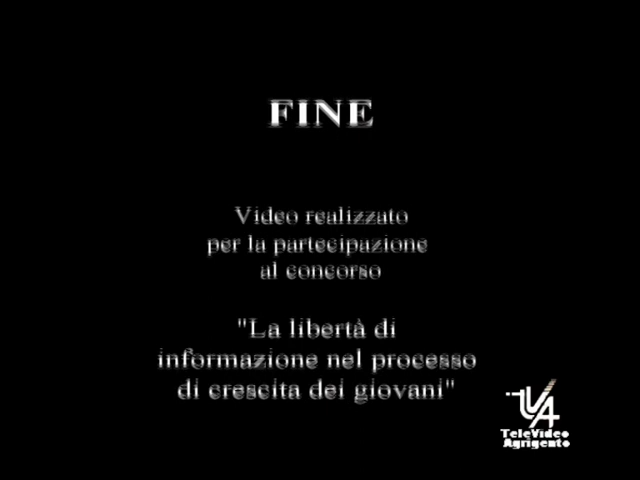 FINE
Video realizzato
per la partecipazione
al concorso
"La libertà di
informazione nel processo
di crescita dei giovani"
TVA
TeleVideo
Agrigento